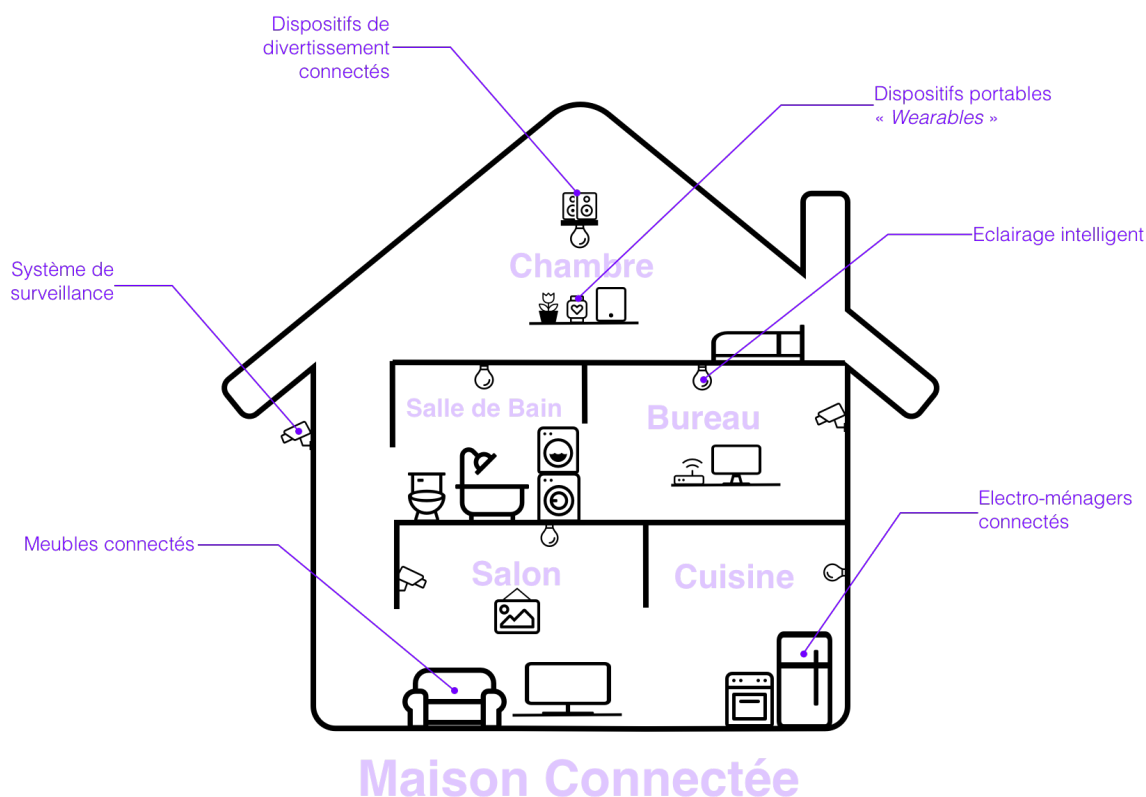 Dispositifs de
divertissement
connectés
Dispositifs portables
« Wearables »
Chambre
Eclairage intelligent
Système de
surveillance
Salle de Bain
Bureau
Electro-ménagers
connectés
Meubles connectés
Salon
Cuisine
Maison Connectée